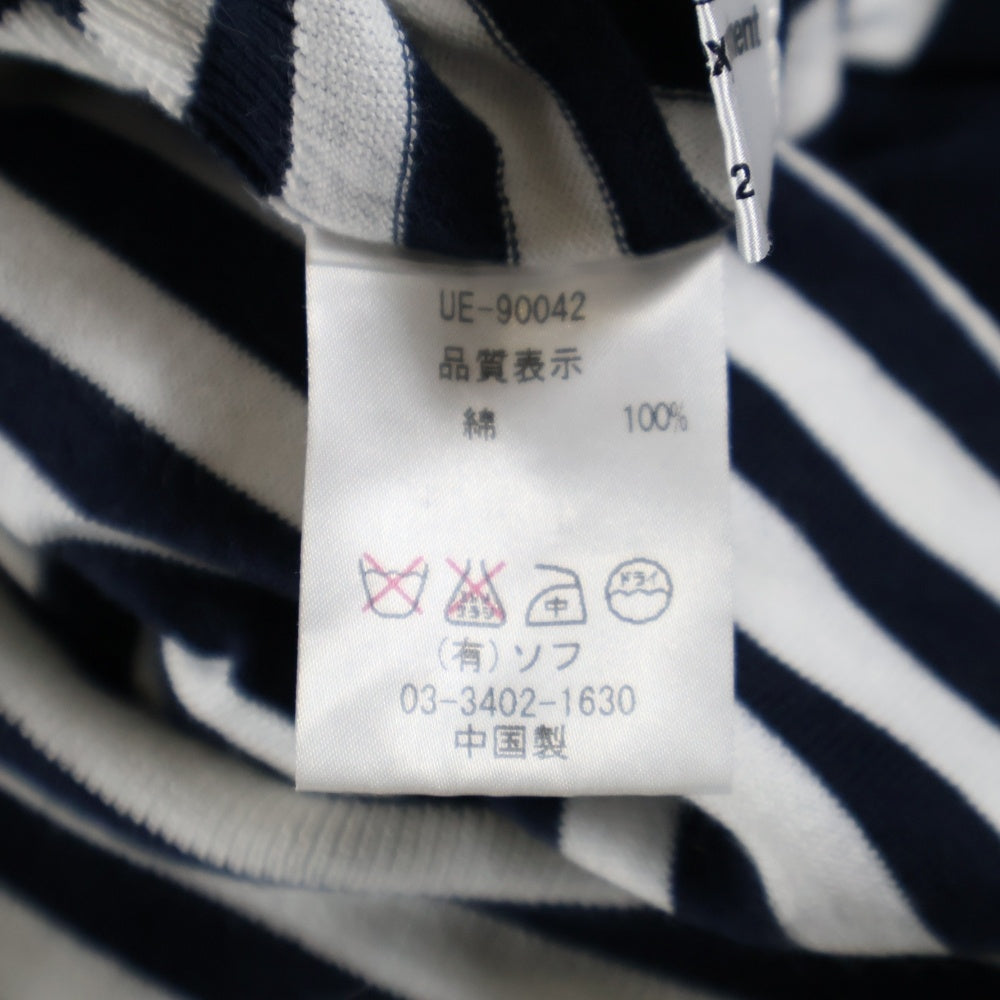 2
UE-90042
品質表示
綿 100%
中 ドライ
(有)ソフ
03-3402-1630
中国製